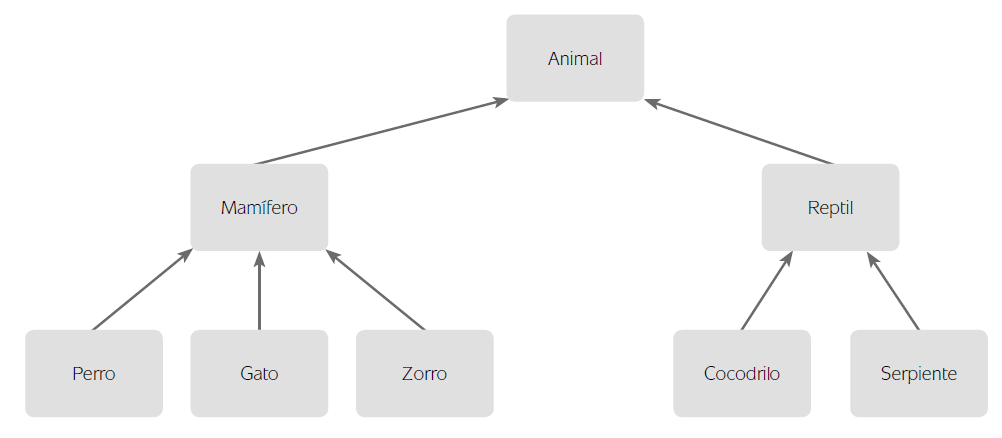 Animal
Mamífero
Reptil
Perro
Gato
Zorro
Cocodrilo
Serpiente